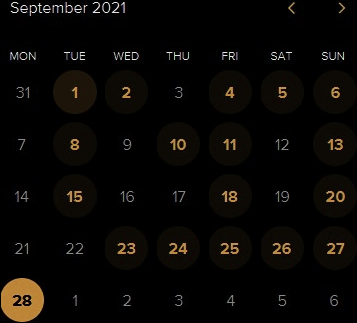 September 2021
MON TUE WED THU FRI SAT SUN
31 1 2 3 4 5 6
7 8 9 10 11 12 13
14 15 16 17 18 19 20
21 22 23 24 25 26 27
28 1 2 3 4 5 6